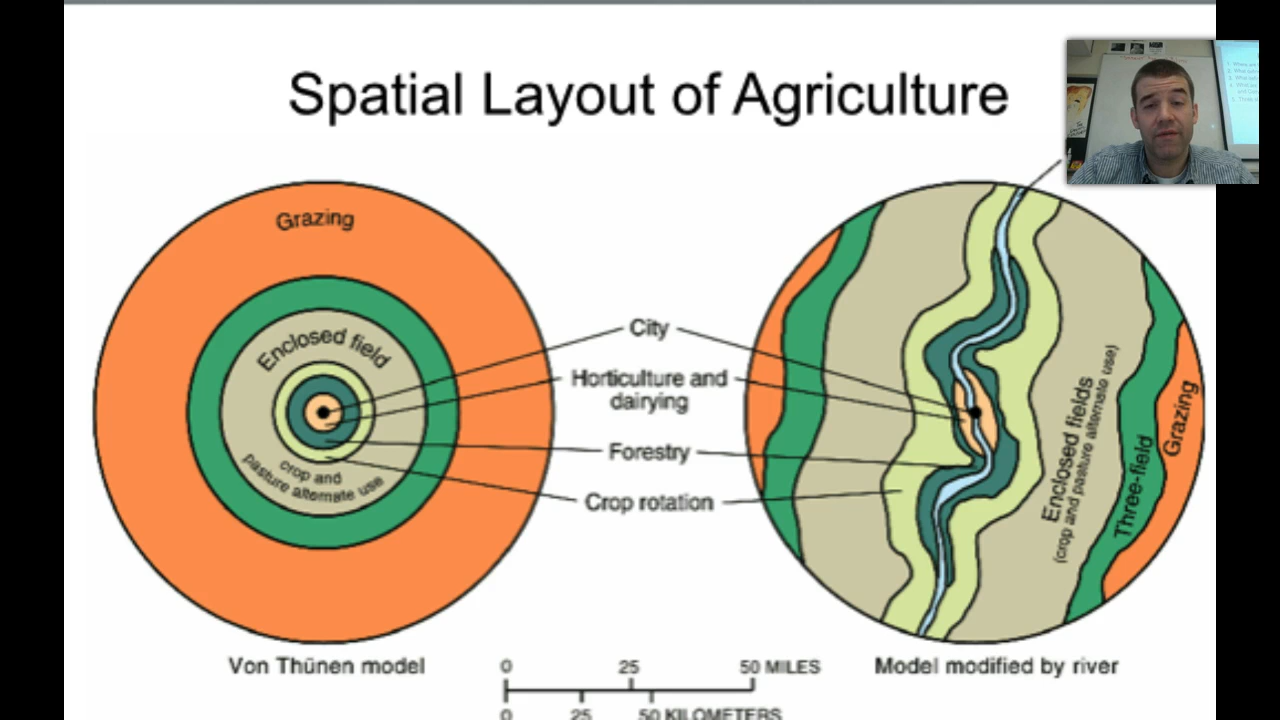 Spatial Layout of Agriculture
Grazing
Enclosed field
crop and
pasture alternate use
City
Horticulture and
dairying
Forestry
Crop rotation
Enclosed fields
(crop and pasture alternate use)
Three-field
Grazing
Von Thünen model
0 25 50 MILES
0 25 50 KILOMETERS
Model modified by river